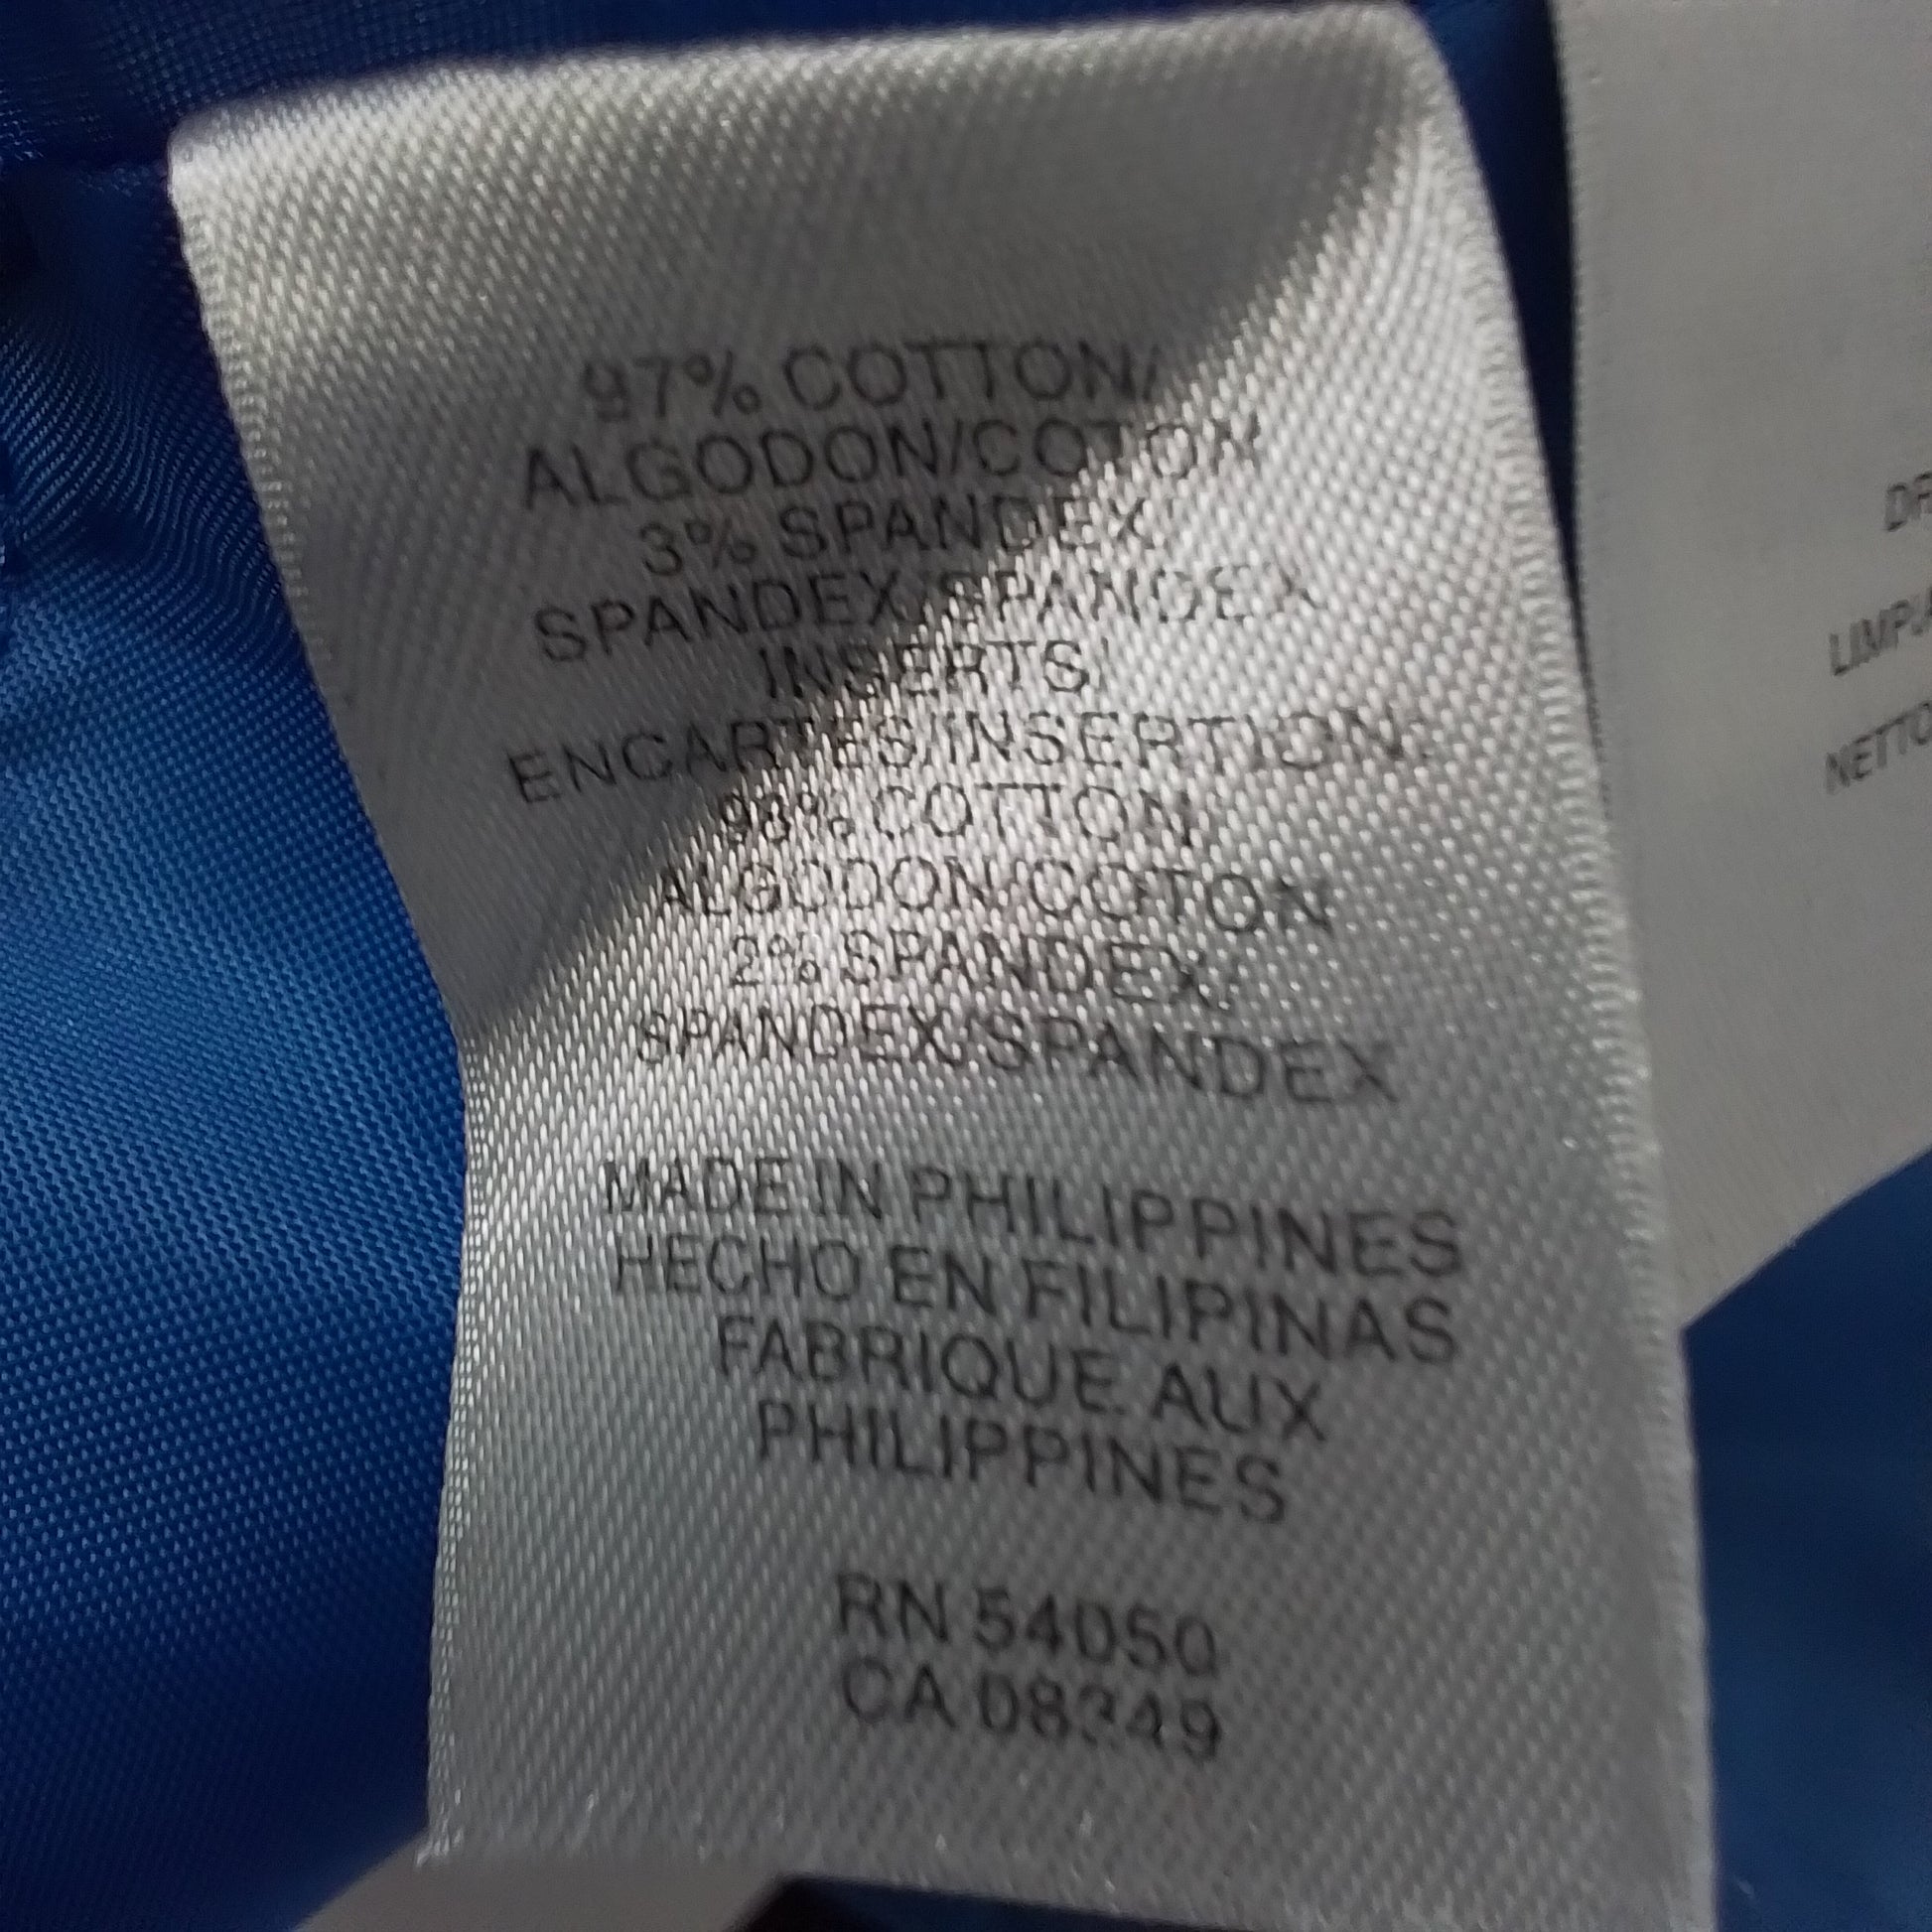 97% COTTON/
ALGODON/COTON
3% SPANDEX/
SPANDEX/SPANDEX
INSERTS/
ENCARTES/INSERTION:
98% COTTON/
ALGODON/COTON
2% SPANDEX/
SPANDEX/SPANDEX
MADE IN PHILIPPINES
HECHO EN FILIPINAS
FABRIQUE AUX
PHILIPPINES
RN 54050
CA 08349